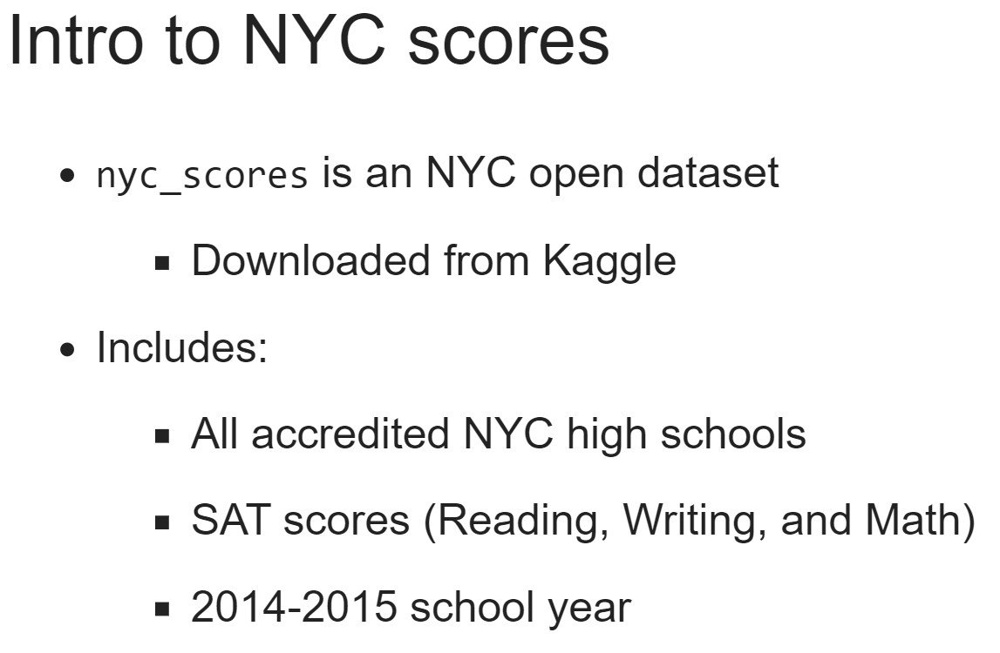 Intro to NYC scores
• nyc_scores is an NYC open dataset
▪ Downloaded from Kaggle
• Includes:
▪ All accredited NYC high schools
▪ SAT scores (Reading, Writing, and Math)
▪ 2014-2015 school year